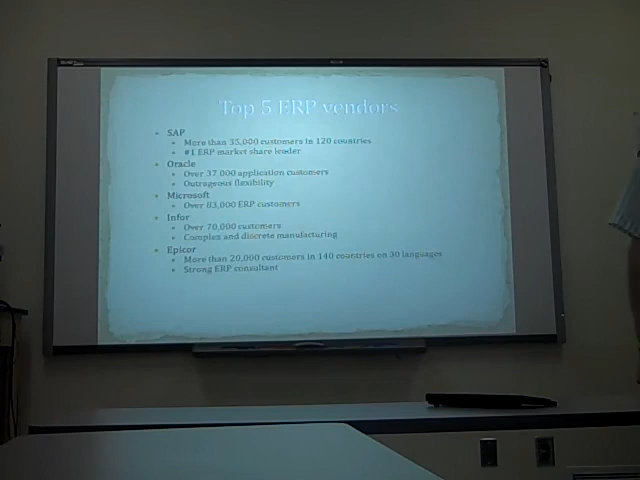 Top 5 ERP vendors
SAP
More than 35,000 customers in 120 countries
#1 ERP market share leader
Oracle
Over 37,000 application customers
Outrageous flexibility
Microsoft
Over 83,000 ERP customers
Infor
Over 70,000 customers
Complex and discrete manufacturing
Epicor
More than 20,000 customers in 140 countries on 30 languages
Strong ERP consultant